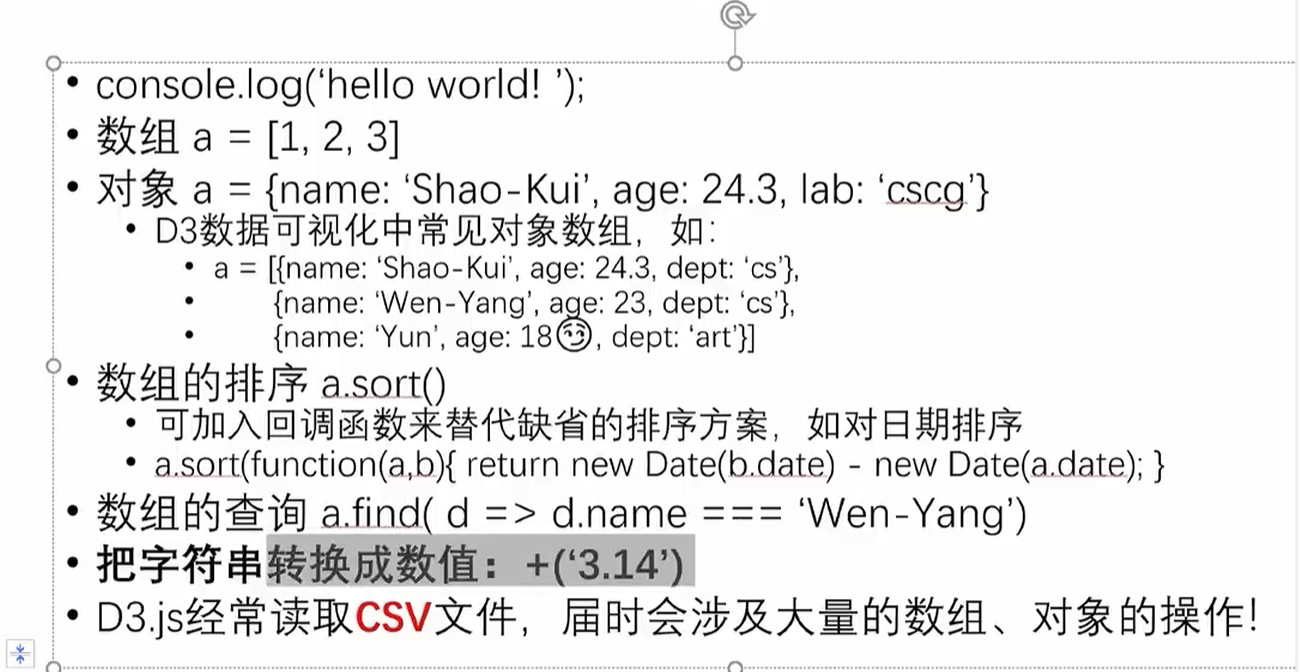 • console.log(‘hello world! ’);
• 数组 a = [1, 2, 3]
• 对象 a = {name: ‘Shao-Kui’, age: 24.3, lab: ‘cscg’}
• D3数据可视化中常见对象数组，如：
• a = [{name: ‘Shao-Kui’, age: 24.3, dept: ‘cs’},
• {name: ‘Wen-Yang’, age: 23, dept: ‘cs’},
• {name: ‘Yun’, age: 18😏, dept: ‘art’}]
• 数组的排序 a.sort()
• 可加入回调函数来替代缺省的排序方案，如对日期排序
• a.sort(function(a,b){ return new Date(b.date) - new Date(a.date); }
• 数组的查询 a.find( d => d.name === ‘Wen-Yang’)
• 把字符串转换成数值：+(‘3.14’)
• D3.js经常读取CSV文件，届时会涉及大量的数组、对象的操作！